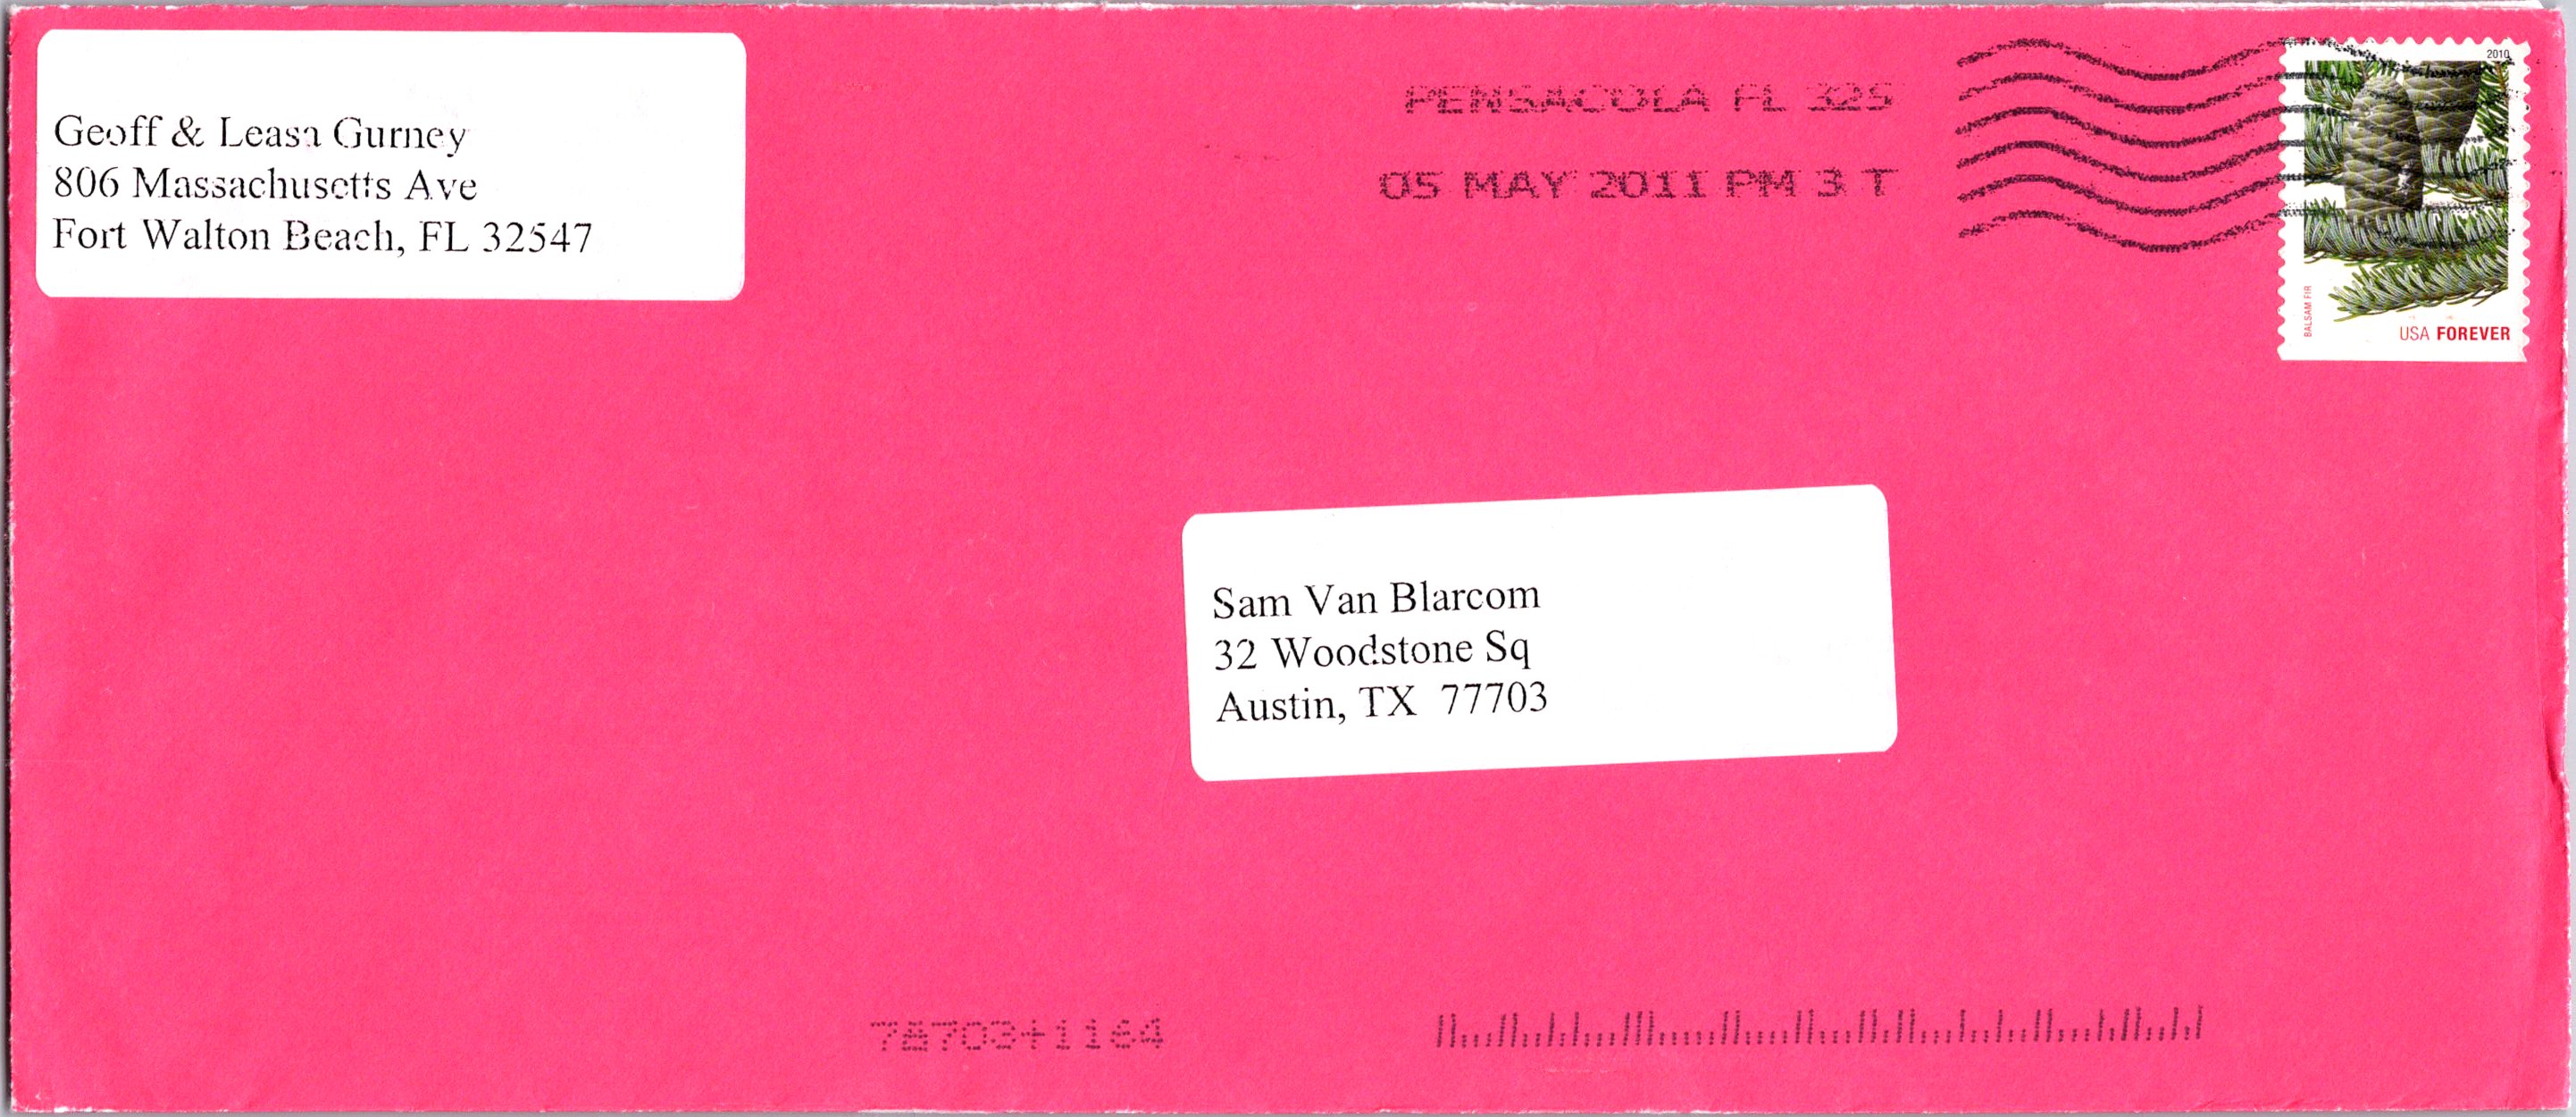 Geoff & Leasa Gurney
806 Massachusetts Ave
Fort Walton Beach, FL 32547
PENSACOLA FL 325
05 MAY 2011 PM 3 T
2010
BALSAM FIR
USA FOREVER
Sam Van Blarcom
32 Woodstone Sq
Austin, TX 77703
78703+1164